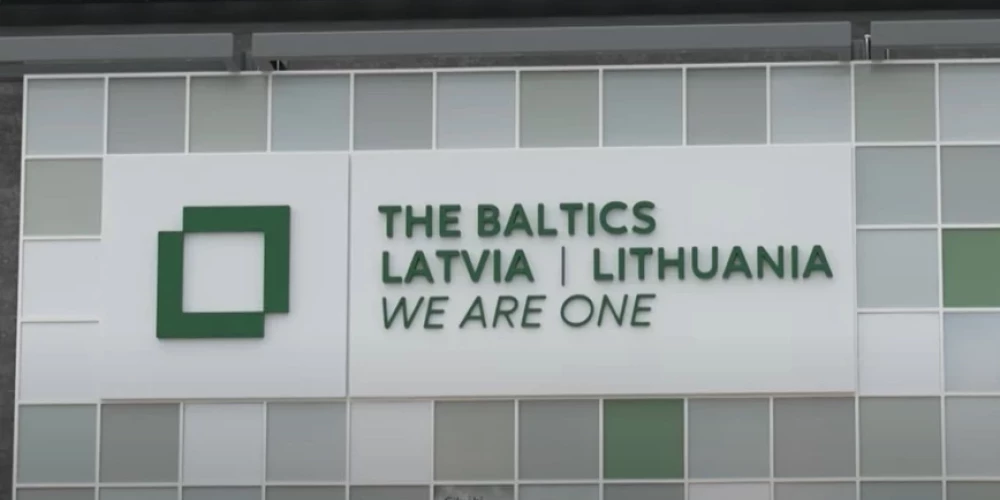 THE BALTICS
LATVIA | LITHUANIA
WE ARE ONE